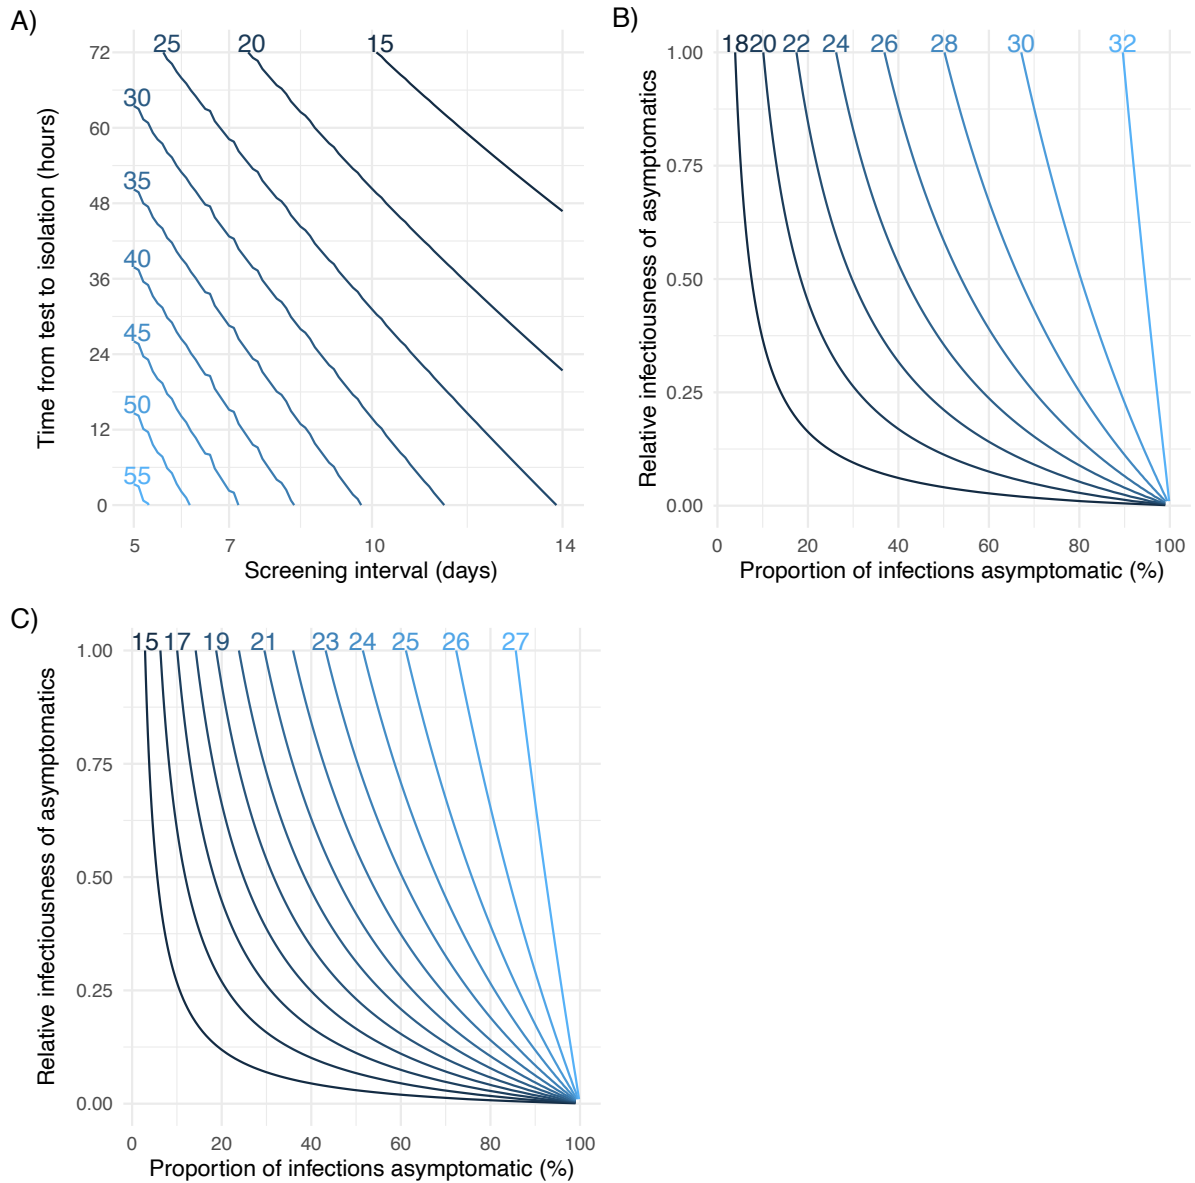 A)
25 20 15
72
30
60
35
48
40
36
45
24
50
12
55
0
5 7 10 14
Time from test to isolation (hours)
Screening interval (days)
B)
18 20 22 24 26 28 30 32
1.00
0.75
0.50
0.25
0.00
0 20 40 60 80 100
Relative infectiousness of asymptomatics
Proportion of infections asymptomatic (%)
C)
15 17 19 21 23 24 25 26 27
1.00
0.75
0.50
0.25
0.00
0 20 40 60 80 100
Relative infectiousness of asymptomatics
Proportion of infections asymptomatic (%)